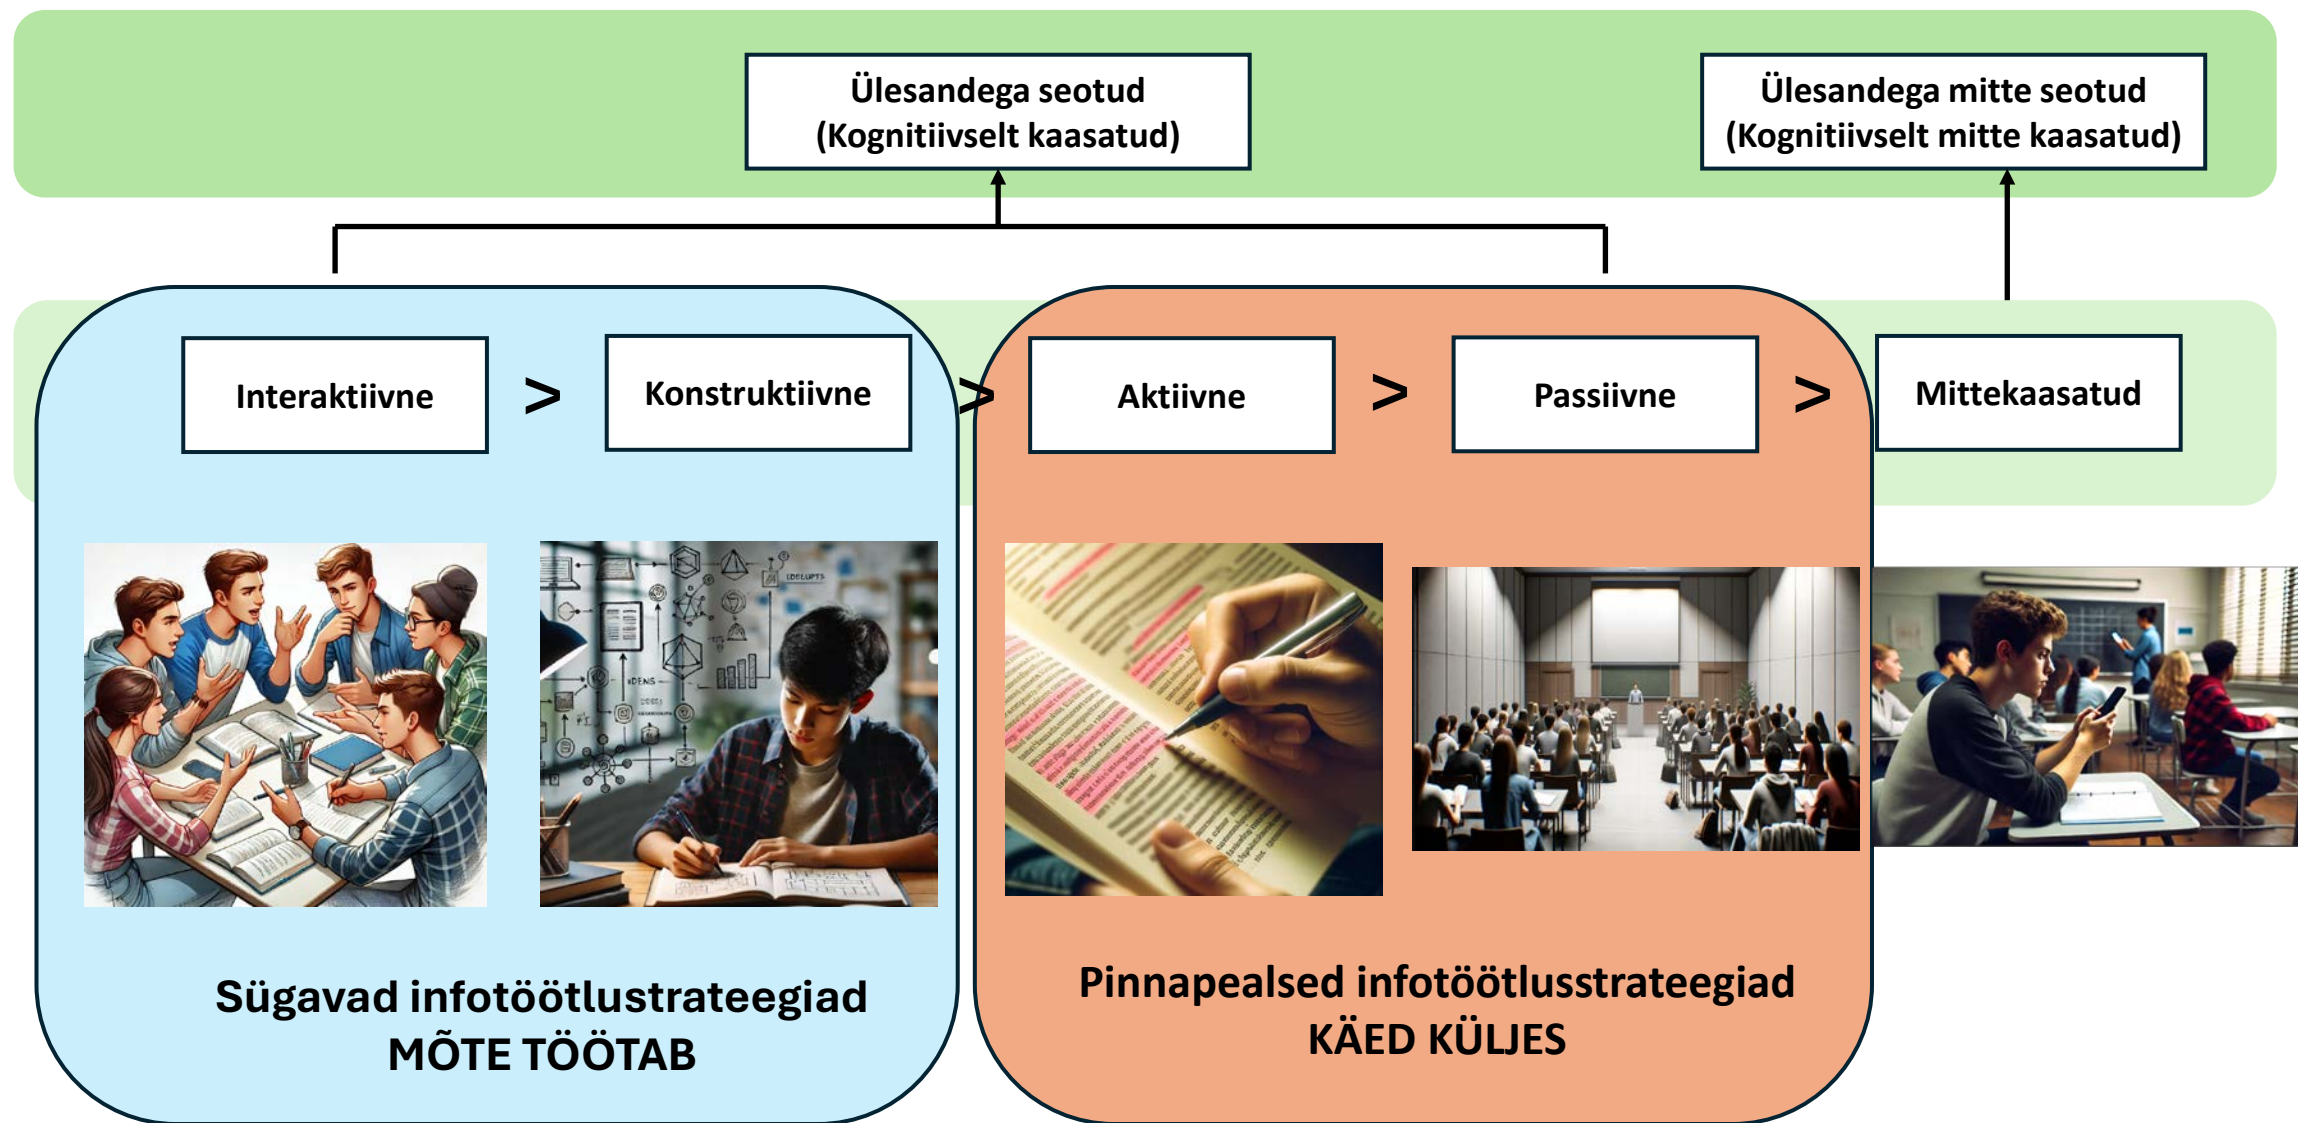 Ülesandega seotud
(Kognitiivselt kaasatud)
Ülesandega mitte seotud
(Kognitiivselt mitte kaasatud)
Interaktiivne
>
Konstruktiivne
>
Aktiivne
>
Passiivne
>
Mittekaasatud
Sügavad infotöötlustrateegiad
MÕTE TÖÖTAB
Pinnapealsed infotöötlusstrateegiad
KÄED KÜLJES